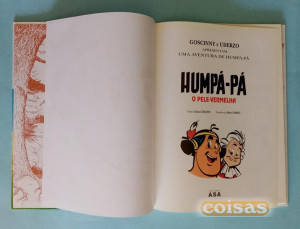 GOSCINNY e UDERZO
APRESENTAM
UMA AVENTURA DE HUMPÁ-PÁ
HUMPÁ-PÁ
O PELE-VERMELHA
ASA
coisas